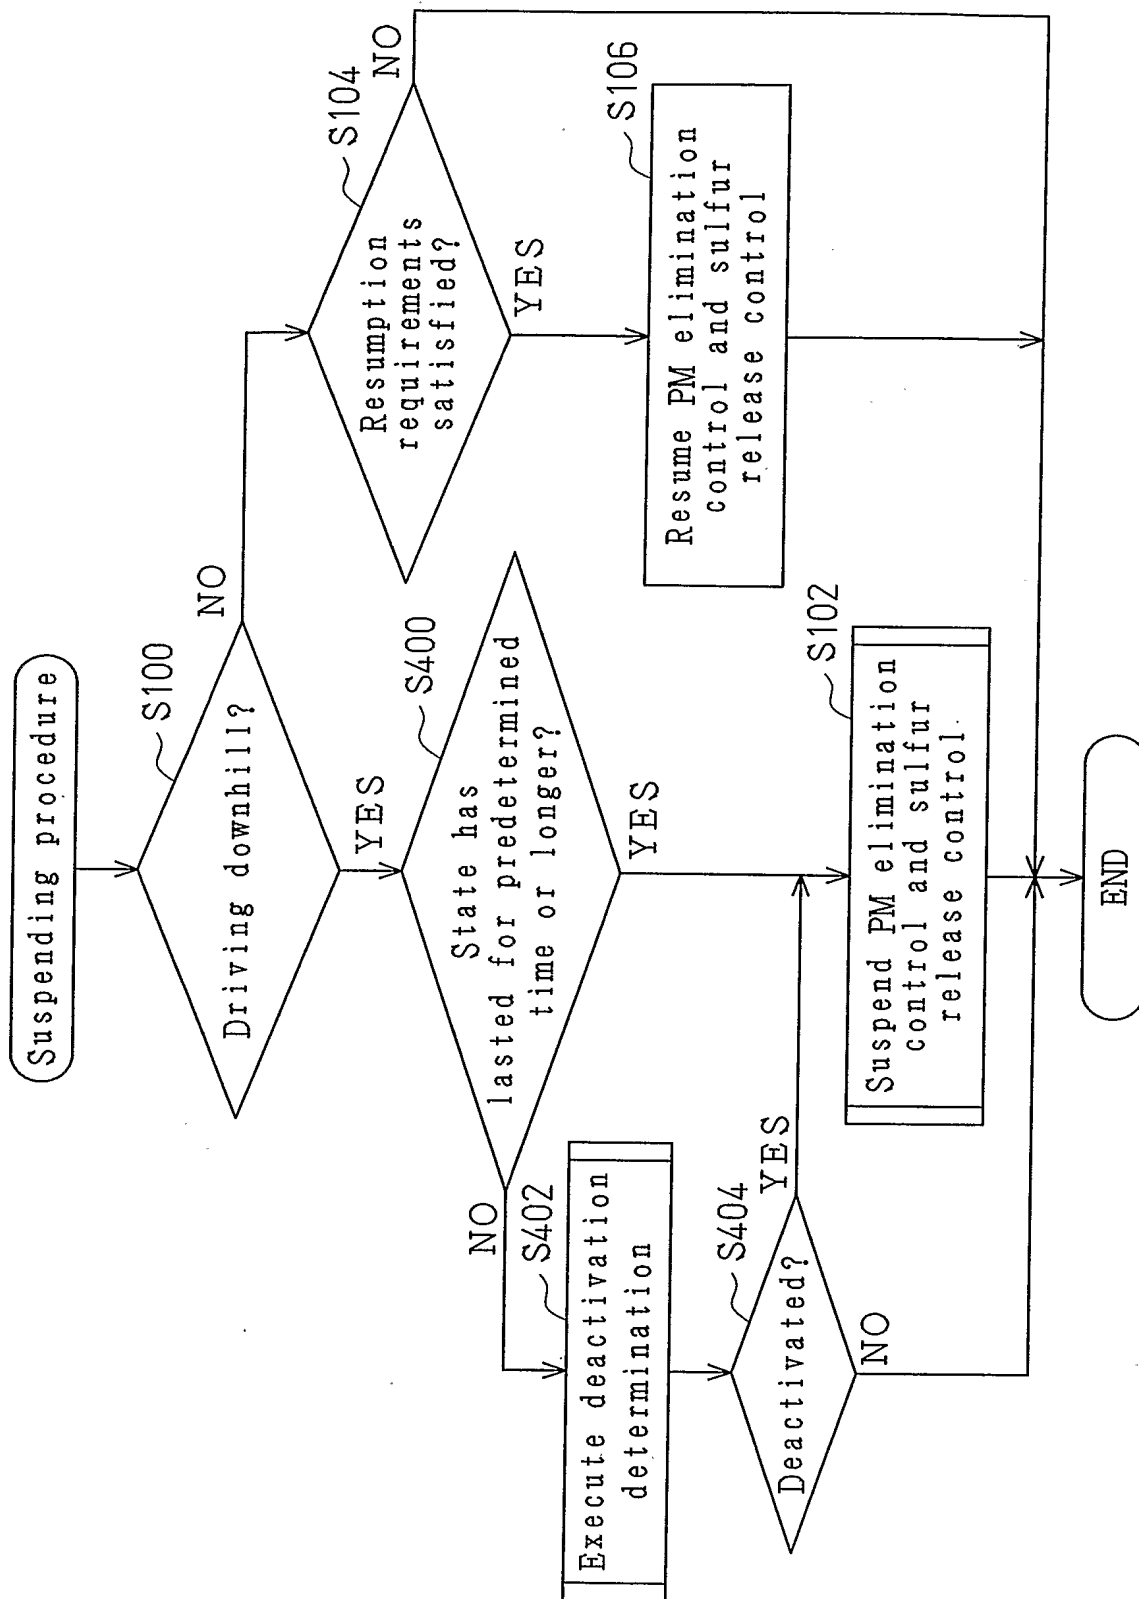 Suspending procedure
S100
Driving downhill?
NO
YES
S104
Resumption
requirements
satisfied?
NO
YES
S106
Resume PM elimination
control and sulfur
release control
S400
State has
lasted for predetermined
time or longer?
NO
YES
S402
Execute deactivation
determination
S404
Deactivated?
YES
NO
S102
Suspend PM elimination
control and sulfur
release control
END